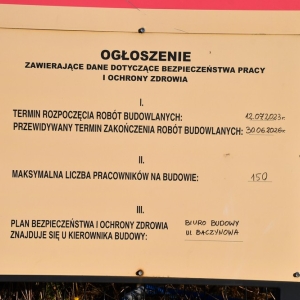 OGŁOSZENIE
ZAWIERAJĄCE DANE DOTYCZĄCE BEZPIECZEŃSTWA PRACY
I OCHRONY ZDROWIA
I.
TERMIN ROZPOCZĘCIA ROBÓT BUDOWLANYCH: 12.07.2023r.
PRZEWIDYWANY TERMIN ZAKOŃCZENIA ROBÓT BUDOWLANYCH: 30.06.2026r.
II.
MAKSYMALNA LICZBA PRACOWNIKÓW NA BUDOWIE: 150
III.
PLAN BEZPIECZEŃSTWA I OCHRONY ZDROWIA BIURO BUDOWY
ZNAJDUJE SIĘ U KIEROWNIKA BUDOWY: Ul. BACZYNOWA